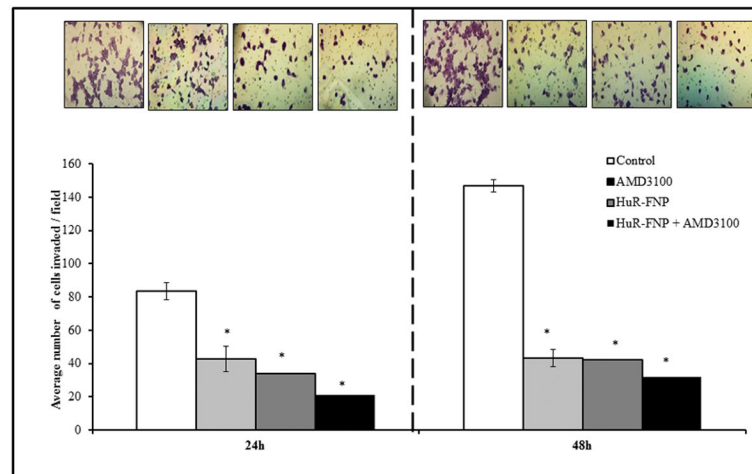 160
140
120
100
80
60
40
20
0
Average number of cells invaded / field
Control
AMD3100
HuR-FNP
HuR-FNP + AMD3100
*
*
*
*
*
*
24h
48h